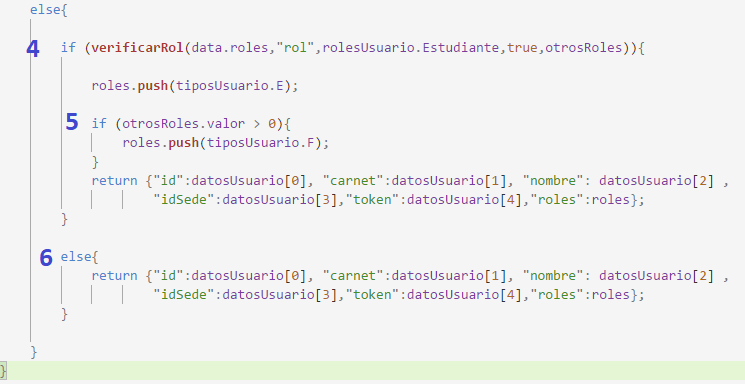 else{
4 if (verificarRol(data.roles,"rol",rolesUsuario.Estudiante,true,otrosRoles)){
roles.push(tiposUsuario.E);
5 if (otrosRoles.valor > 0){
roles.push(tiposUsuario.F);
}
return {"id":datosUsuario[0], "carnet":datosUsuario[1], "nombre": datosUsuario[2] ,
"idSede":datosUsuario[3],"token":datosUsuario[4],"roles":roles};
}
6 else{
return {"id":datosUsuario[0], "carnet":datosUsuario[1], "nombre": datosUsuario[2] ,
"idSede":datosUsuario[3],"token":datosUsuario[4],"roles":roles};
}
}
}